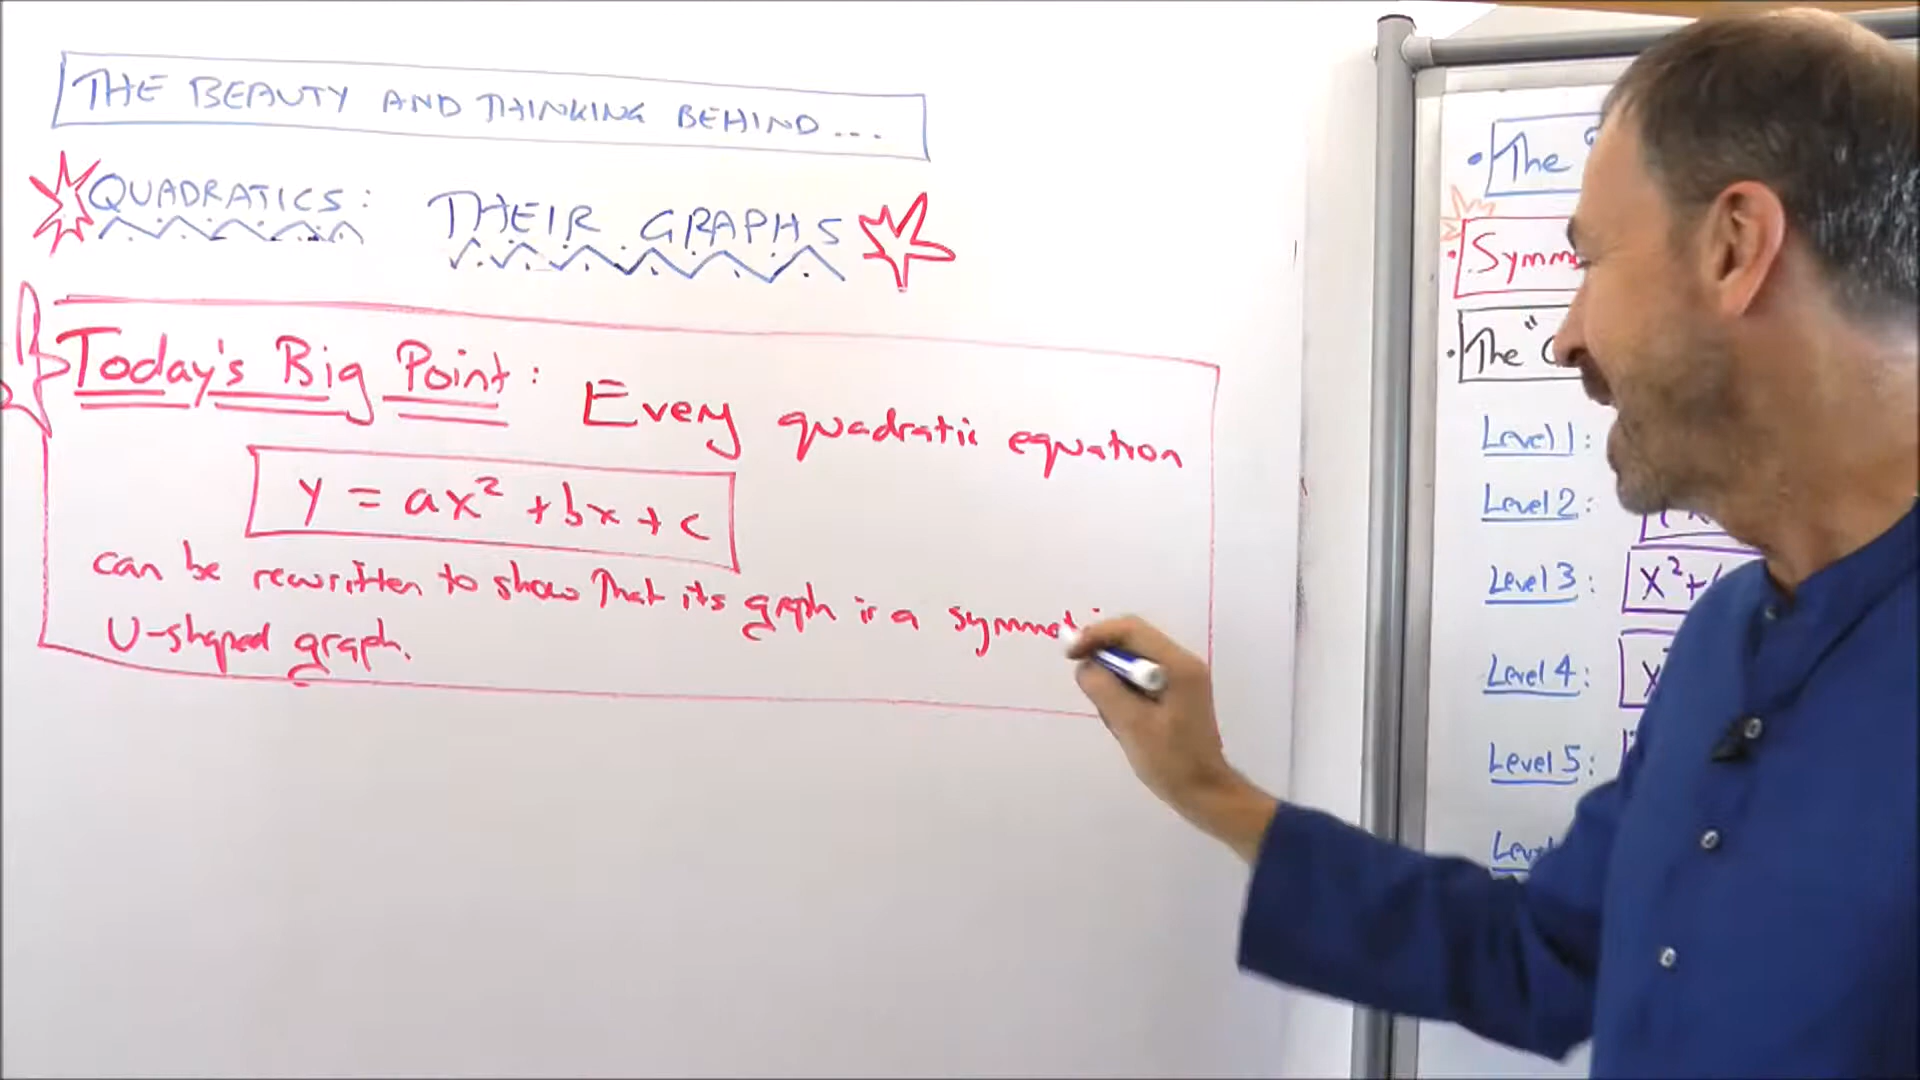 THE BEAUTY AND THINKING BEHIND...
QUADRATICS: THEIR GRAPHS
Today's Big Point: Every quadratic equation
y = ax² + bx + c
can be rewritten to show that its graph is a
U-shaped graph.
The
The "
Level 1:
Level 2:
Level 3: x²+
Level 4:
Level 5: